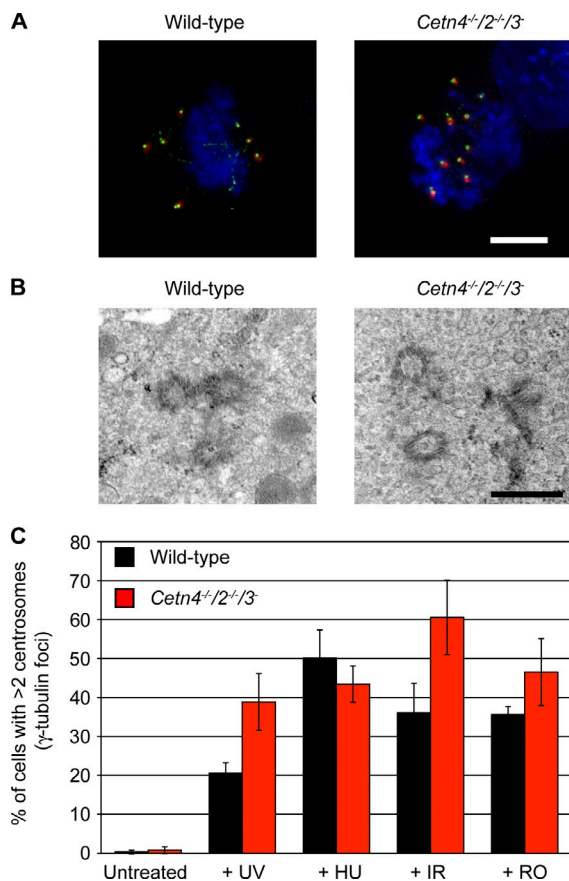 A
Wild-type
Cetn4-/-/2-/-/3-
B
Wild-type
Cetn4-/-/2-/-/3-
C
% of cells with >2 centrosomes
(γ-tubulin foci)
80
70
60
50
40
30
20
10
0
Wild-type
Cetn4-/-/2-/-/3-
Untreated
+ UV
+ HU
+ IR
+ RO